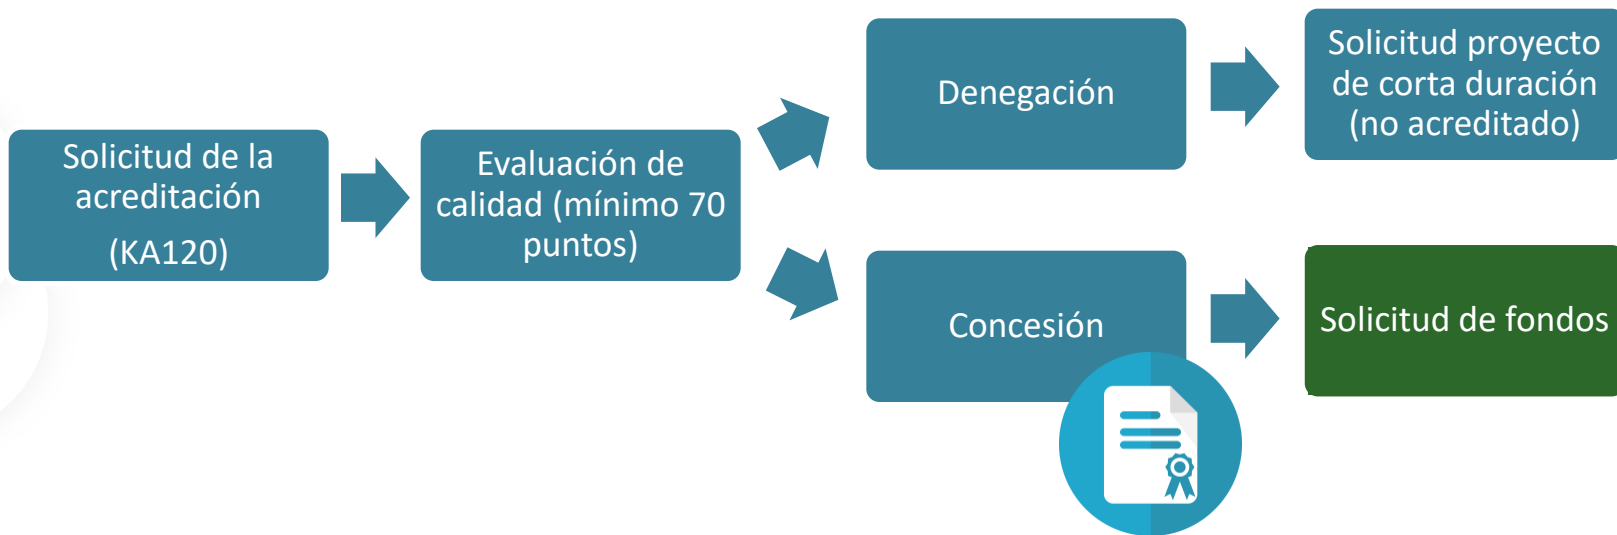 Solicitud de la
acreditación
(KA120)
Evaluación de
calidad (mínimo 70
puntos)
Denegación
Solicitud proyecto
de corta duración
(no acreditado)
Concesión
Solicitud de fondos